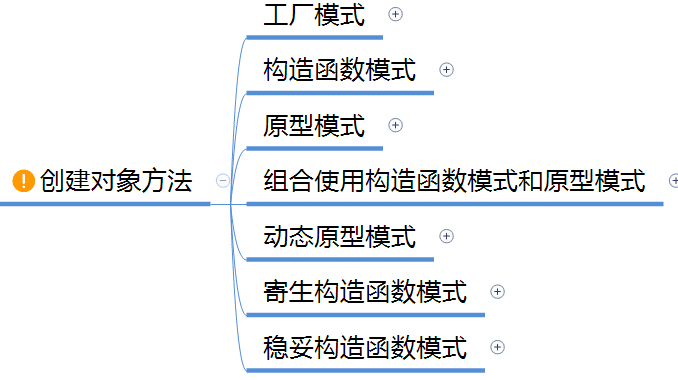 工厂模式
构造函数模式
原型模式
创建对象方法
组合使用构造函数模式和原型模式
动态原型模式
寄生构造函数模式
稳妥构造函数模式